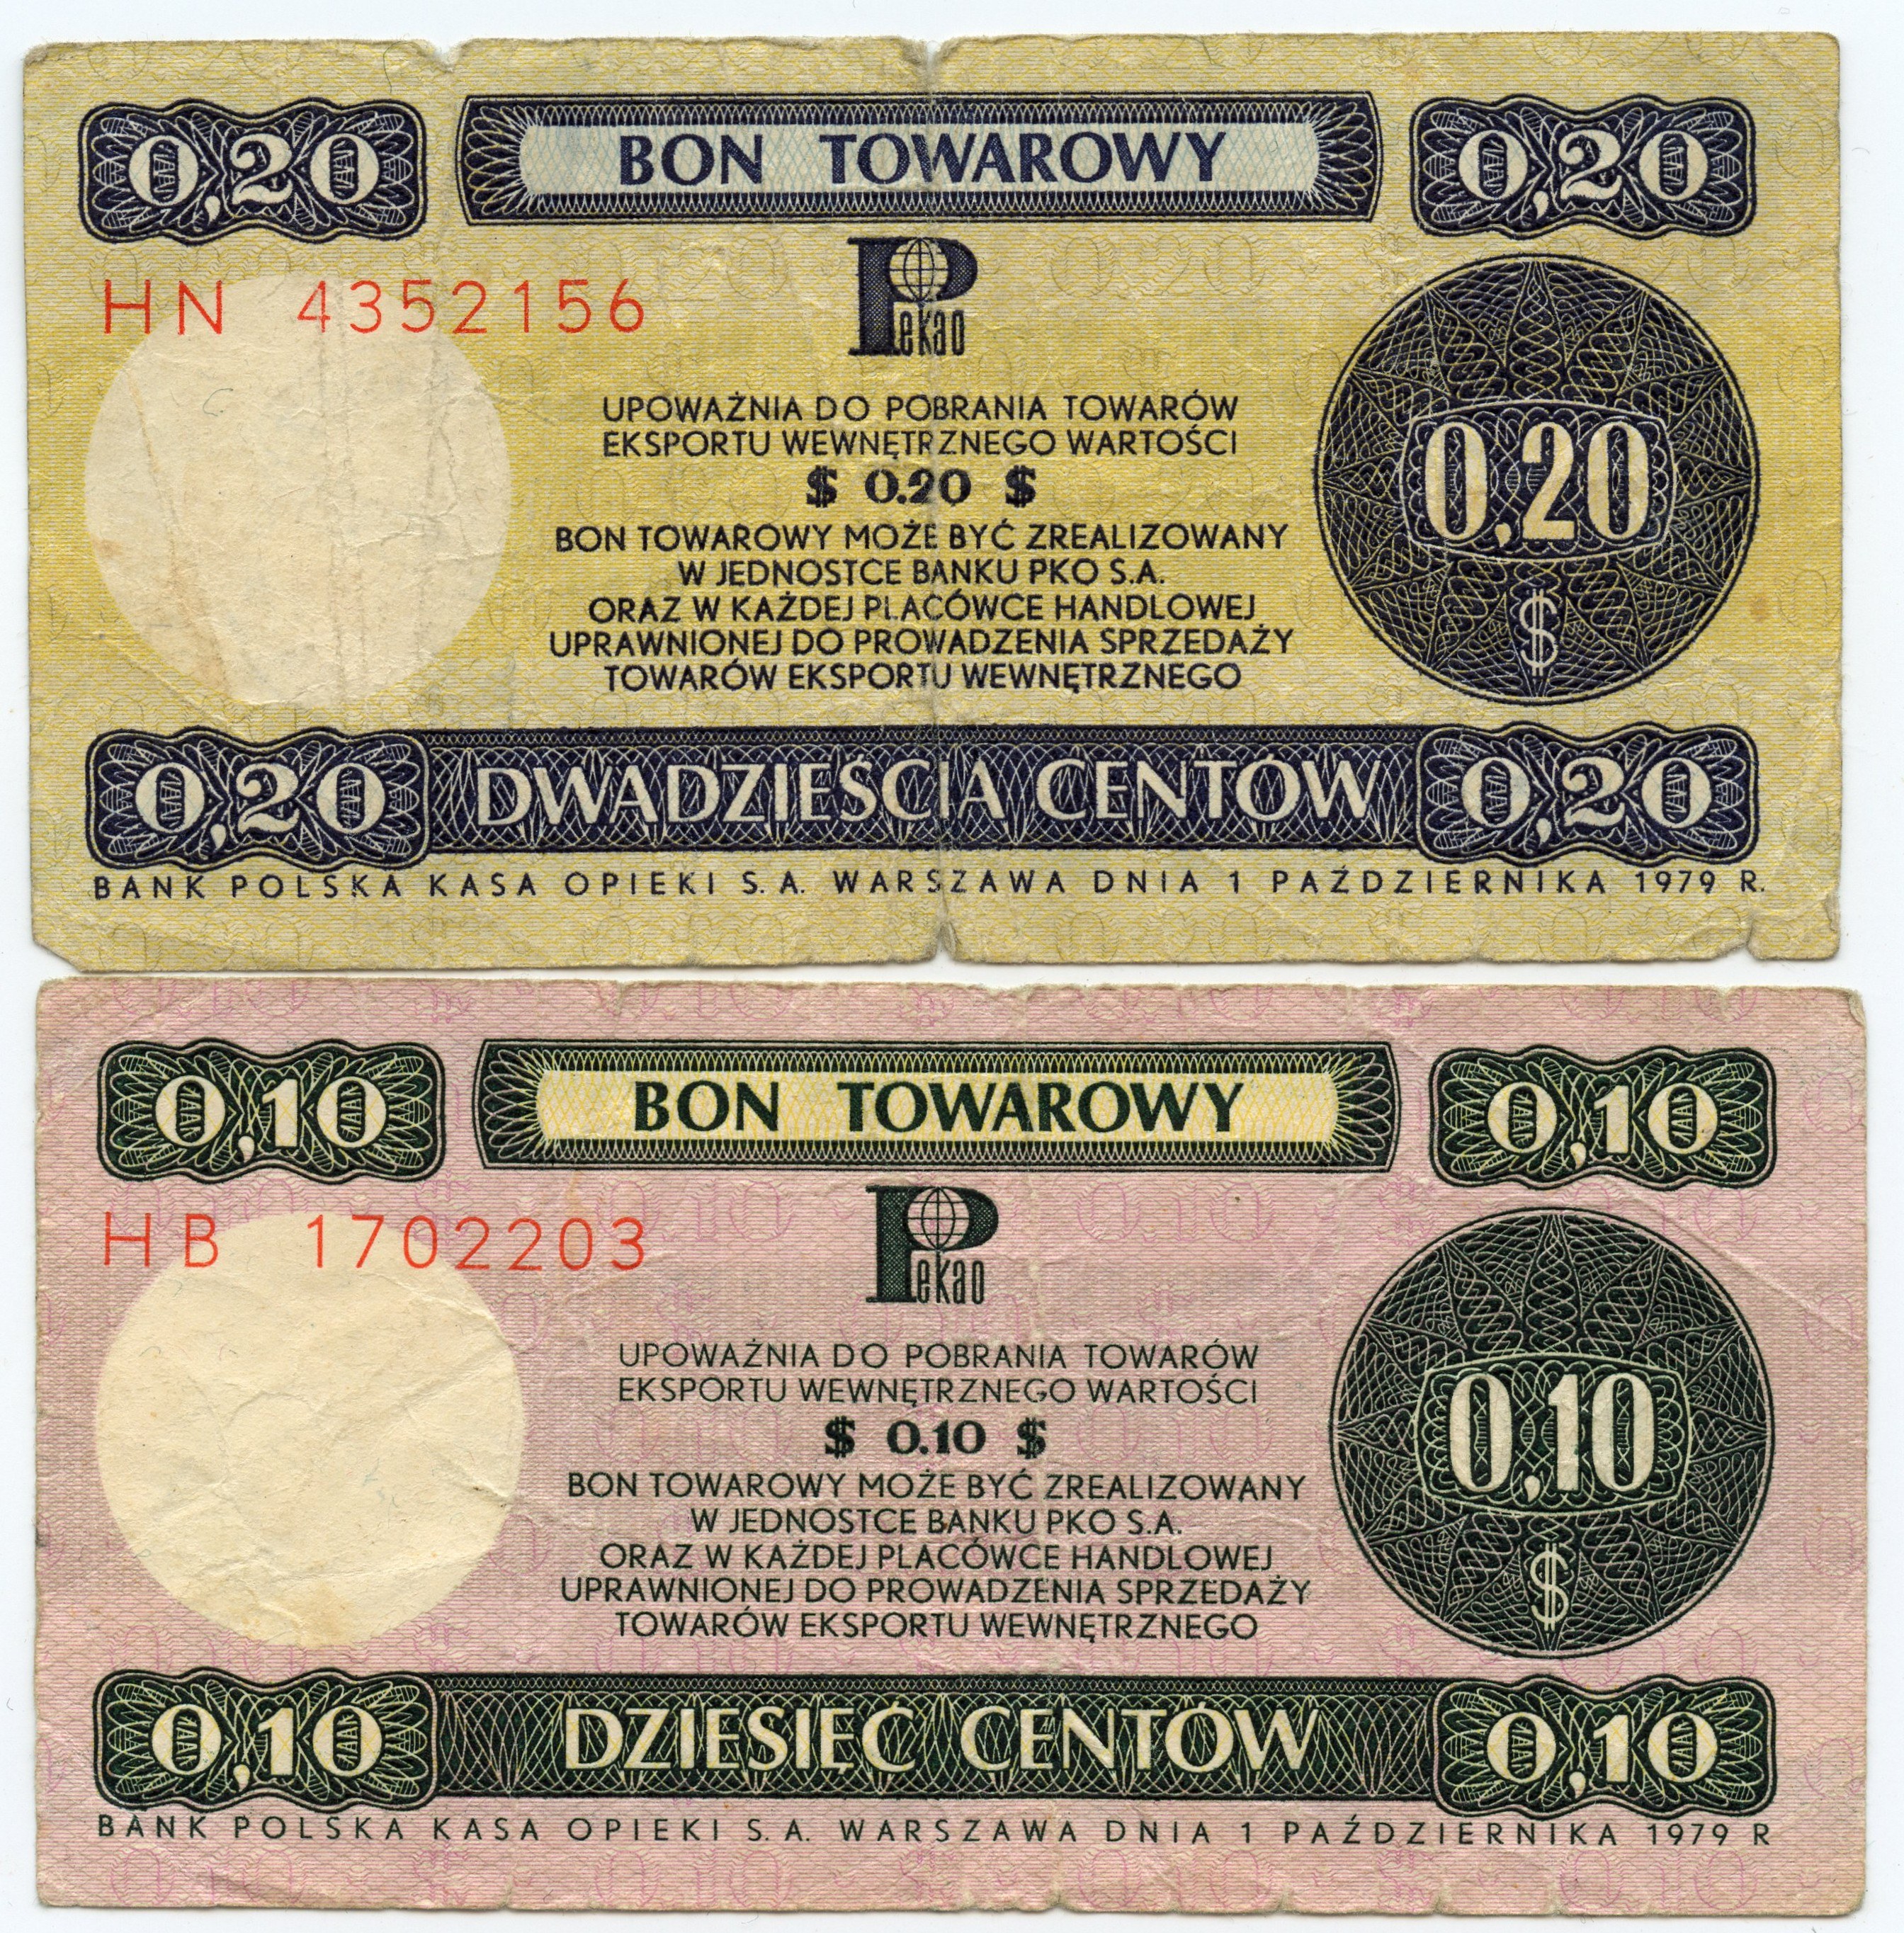 0,20 BON TOWAROWY 0,20
HN 4352156
Pekao
UPOWAŻNIA DO POBRANIA TOWARÓW
EKSPORTU WEWNĘTRZNEGO WARTOŚCI
$ 0.20 $
BON TOWAROWY MOŻE BYĆ ZREALIZOWANY
W JEDNOSTCE BANKU PKO S.A.
ORAZ W KAŻDEJ PLACÓWCE HANDLOWEJ
UPRAWNIONEJ DO PROWADZENIA SPRZEDAŻY
TOWARÓW EKSPORTU WEWNĘTRZNEGO
0,20
$
0,20 DWADZIEŚCIA CENTÓW 0,20
BANK POLSKA KASA OPIEKI S.A. WARSZAWA DNIA 1 PAŹDZIERNIKA 1979 R.
0,10 BON TOWAROWY 0,10
HB 1702203
Pekao
UPOWAŻNIA DO POBRANIA TOWARÓW
EKSPORTU WEWNĘTRZNEGO WARTOŚCI
$ 0.10 $
BON TOWAROWY MOŻE BYĆ ZREALIZOWANY
W JEDNOSTCE BANKU PKO S.A.
ORAZ W KAŻDEJ PLACÓWCE HANDLOWEJ
UPRAWNIONEJ DO PROWADZENIA SPRZEDAŻY
TOWARÓW EKSPORTU WEWNĘTRZNEGO
0,10
$
0,10 DZIESIĘĆ CENTÓW 0,10
BANK POLSKA KASA OPIEKI S.A. WARSZAWA DNIA 1 PAŹDZIERNIKA 1979 R